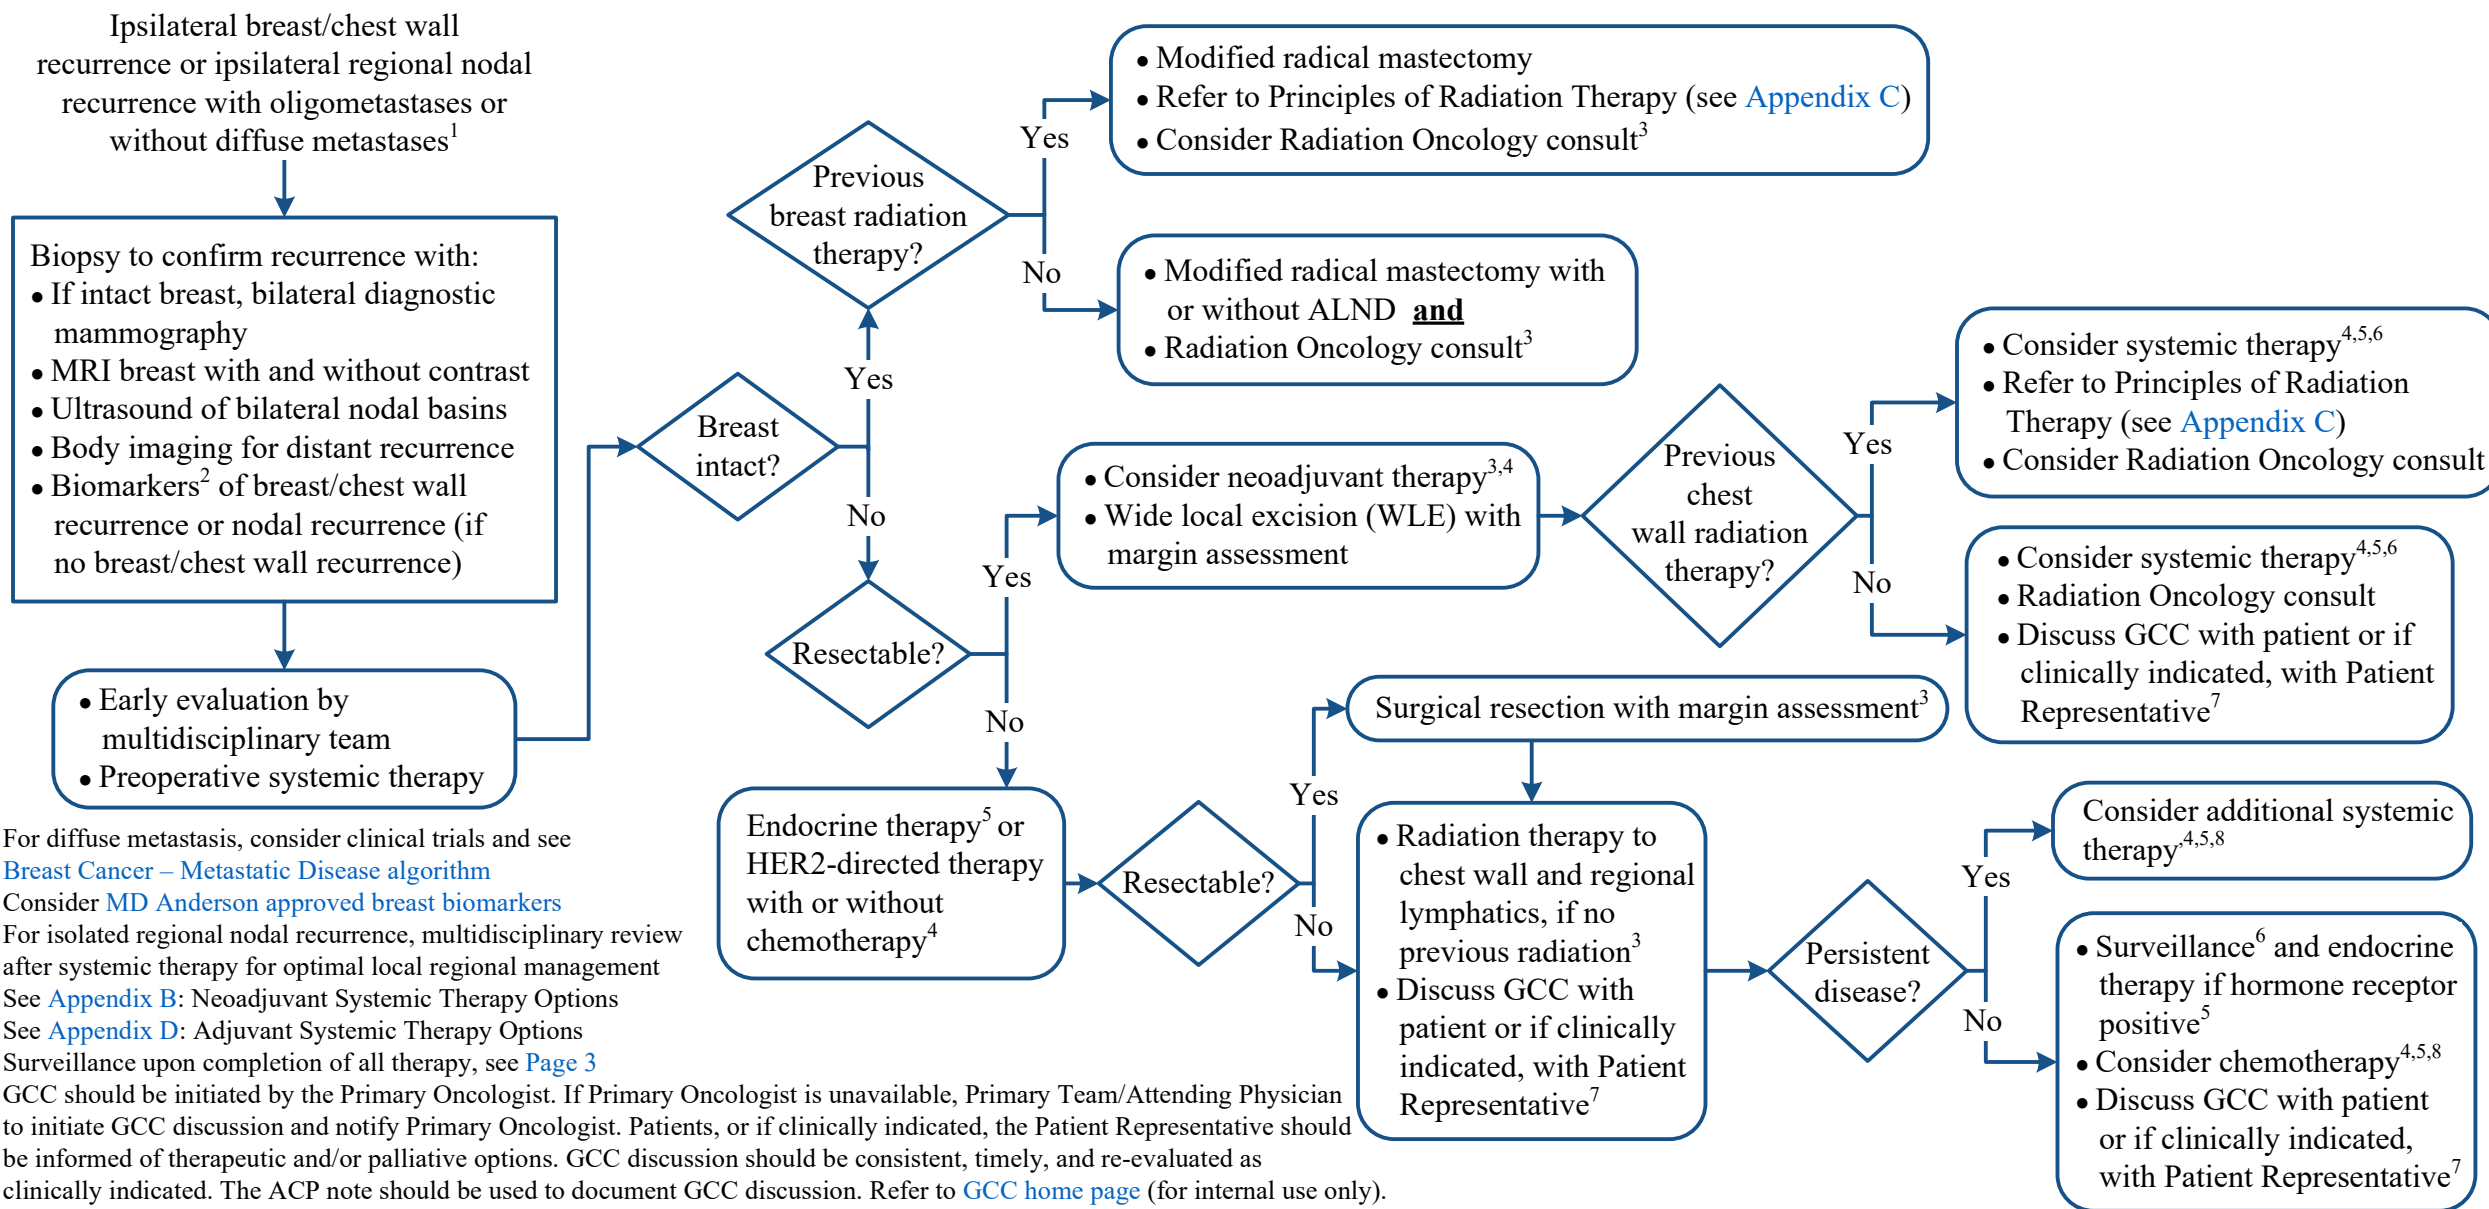 Ipsilateral breast/chest wall
recurrence or ipsilateral regional nodal
recurrence with oligometastases or
without diffuse metastases1
Biopsy to confirm recurrence with:
● If intact breast, bilateral diagnostic
mammography
● MRI breast with and without contrast
● Ultrasound of bilateral nodal basins
● Body imaging for distant recurrence
● Biomarkers2 of breast/chest wall
recurrence or nodal recurrence (if
no breast/chest wall recurrence)
● Early evaluation by
multidisciplinary team
● Preoperative systemic therapy
Breast
intact?
Yes
No
Previous
breast radiation
therapy?
Yes
No
● Modified radical mastectomy
● Refer to Principles of Radiation Therapy (see Appendix C)
● Consider Radiation Oncology consult3
● Modified radical mastectomy with
or without ALND and
● Radiation Oncology consult3
Resectable?
Yes
No
● Consider neoadjuvant therapy3,4
● Wide local excision (WLE) with
margin assessment
Previous
chest
wall radiation
therapy?
Yes
No
● Consider systemic therapy4,5,6
● Refer to Principles of Radiation
Therapy (see Appendix C)
● Consider Radiation Oncology consult
● Consider systemic therapy4,5,6
● Radiation Oncology consult
● Discuss GCC with patient or if
clinically indicated, with Patient
Representative7
Endocrine therapy5 or
HER2-directed therapy
with or without
chemotherapy4
Resectable?
Yes
No
Surgical resection with margin assessment3
● Radiation therapy to
chest wall and regional
lymphatics, if no
previous radiation3
● Discuss GCC with
patient or if clinically
indicated, with Patient
Representative7
Persistent
disease?
Yes
No
Consider additional systemic
therapy,4,5,8
● Surveillance6 and endocrine
therapy if hormone receptor
positive5
● Consider chemotherapy4,5,8
● Discuss GCC with patient
or if clinically indicated,
with Patient Representative7
For diffuse metastasis, consider clinical trials and see
Breast Cancer – Metastatic Disease algorithm
Consider MD Anderson approved breast biomarkers
For isolated regional nodal recurrence, multidisciplinary review
after systemic therapy for optimal local regional management
See Appendix B: Neoadjuvant Systemic Therapy Options
See Appendix D: Adjuvant Systemic Therapy Options
Surveillance upon completion of all therapy, see Page 3
GCC should be initiated by the Primary Oncologist. If Primary Oncologist is unavailable, Primary Team/Attending Physician
to initiate GCC discussion and notify Primary Oncologist. Patients, or if clinically indicated, the Patient Representative should
be informed of therapeutic and/or palliative options. GCC discussion should be consistent, timely, and re-evaluated as
clinically indicated. The ACP note should be used to document GCC discussion. Refer to GCC home page (for internal use only).